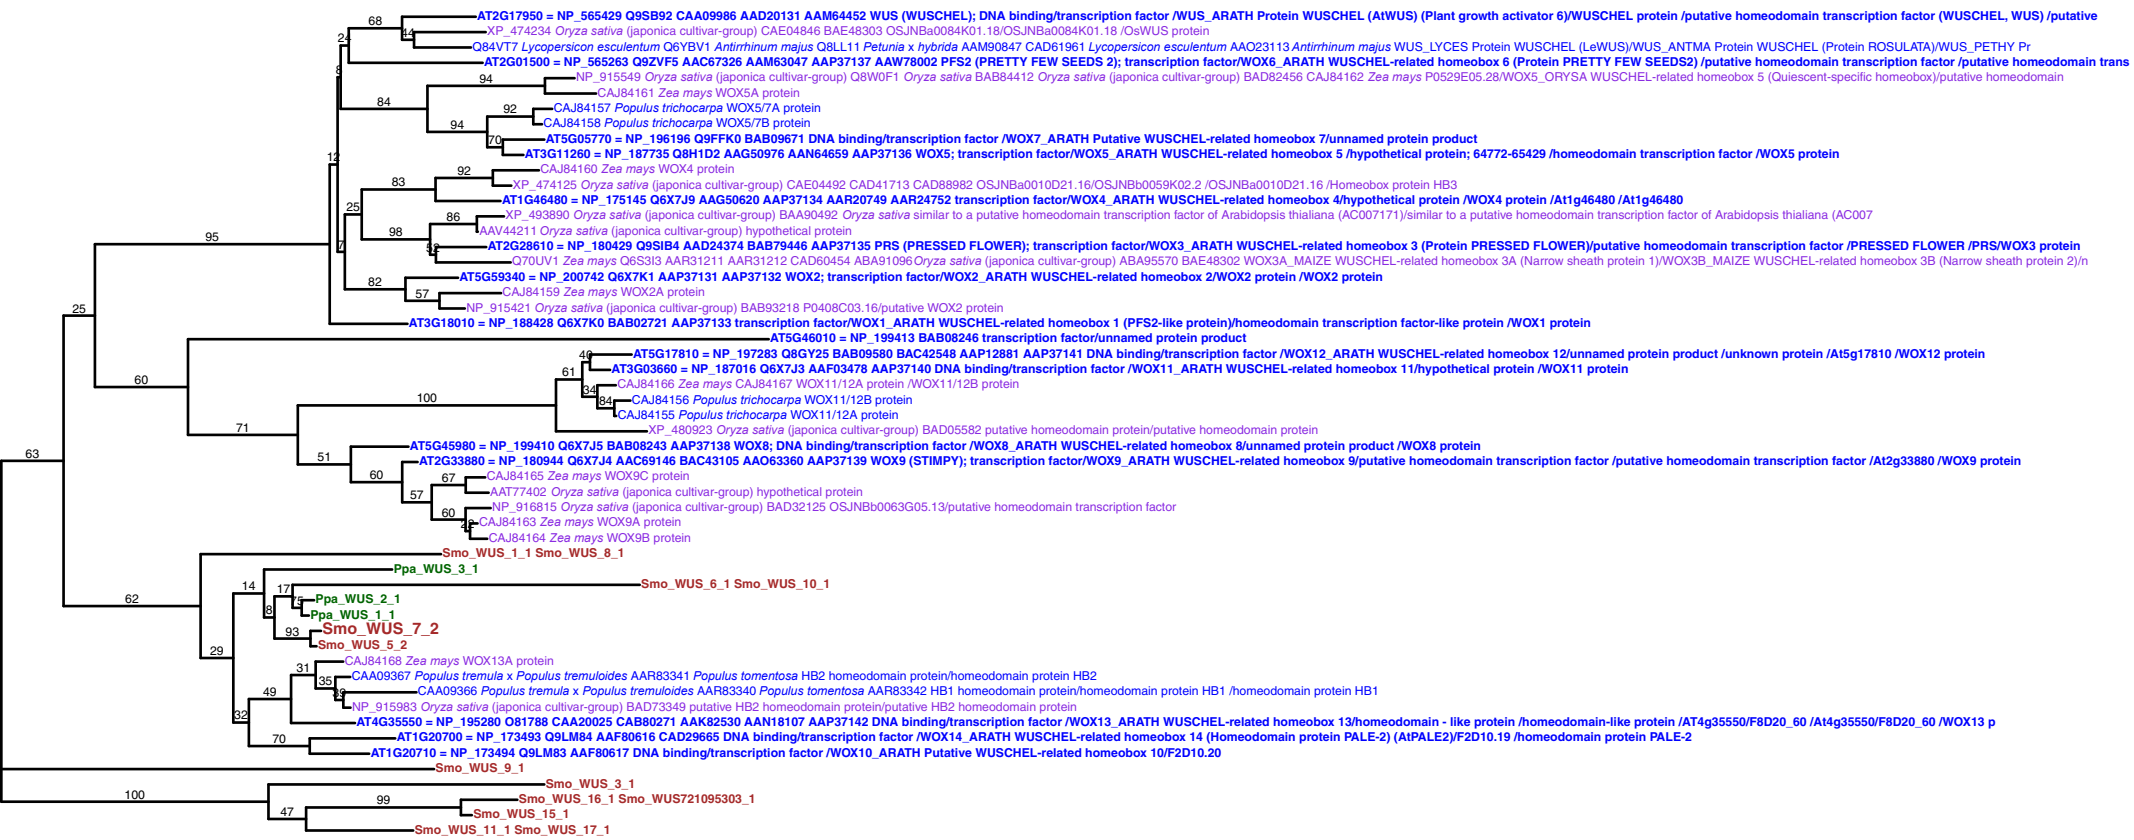 68
AT2G17950 = NP_565429 Q9SB92 CAA09986 AAD20131 AAM64452 WUS (WUSCHEL); DNA binding/transcription factor /WUS_ARATH Protein WUSCHEL (AtWUS) (Plant growth activator 6)/WUSCHEL protein /putative homeodomain transcription factor (WUSCHEL, WUS) /putative
44 XP_474234 Oryza sativa (japonica cultivar-group) CAE04846 BAE48303 OSJNBa0084K01.18/OSJNBa0084K01.18 /OsWUS protein
24
Q84VT7 Lycopersicon esculentum Q6YBV1 Antirrhinum majus Q8LL11 Petunia x hybrida AAM90847 CAD61961 Lycopersicon esculentum AAO23113 Antirrhinum majus WUS_LYCES Protein WUSCHEL (LeWUS)/WUS_ANTMA Protein WUSCHEL (Protein ROSULATA)/WUS_PETHY Pr
AT2G01500 = NP_565263 Q9ZVF5 AAC67326 AAM63047 AAP37137 AAW78002 PFS2 (PRETTY FEW SEEDS 2); transcription factor/WOX6_ARATH WUSCHEL-related homeobox 6 (Protein PRETTY FEW SEEDS2) /putative homeodomain transcription factor /putative homeodomain trans
8
94 NP_915549 Oryza sativa (japonica cultivar-group) Q8W0F1 Oryza sativa BAB84412 Oryza sativa (japonica cultivar-group) BAD82456 CAJ84162 Zea mays P0529E05.28/WOX5_ORYSA WUSCHEL-related homeobox 5 (Quiescent-specific homeobox)/putative homeodomain
CAJ84161 Zea mays WOX5A protein
84
92 CAJ84157 Populus trichocarpa WOX5/7A protein
94 CAJ84158 Populus trichocarpa WOX5/7B protein
70 AT5G05770 = NP_196196 Q9FFK0 BAB09671 DNA binding/transcription factor /WOX7_ARATH Putative WUSCHEL-related homeobox 7/unnamed protein product
12 AT3G11260 = NP_187735 Q8H1D2 AAG50976 AAN64659 AAP37136 WOX5; transcription factor/WOX5_ARATH WUSCHEL-related homeobox 5 /hypothetical protein; 64772-65429 /homeodomain transcription factor /WOX5 protein
92 CAJ84160 Zea mays WOX4 protein
83 XP_474125 Oryza sativa (japonica cultivar-group) CAE04492 CAD41713 CAD88982 OSJNBa0010D21.16/OSJNBb0059K02.2 /OSJNBa0010D21.16 /Homeobox protein HB3
AT1G46480 = NP_175145 Q6X7J9 AAG50620 AAP37134 AAR20749 AAR24752 transcription factor/WOX4_ARATH WUSCHEL-related homeobox 4/hypothetical protein /WOX4 protein /At1g46480 /At1g46480
25
86 XP_493890 Oryza sativa (japonica cultivar-group) BAA90492 Oryza sativa similar to a putative homeodomain transcription factor of Arabidopsis thaliana (AC007171)/similar to a putative homeodomain transcription factor of Arabidopsis thaliana (AC007
98 AAV44211 Oryza sativa (japonica cultivar-group) hypothetical protein
95 7 AT2G28610 = NP_180429 Q9SIB4 AAD24374 BAB79446 AAP37135 PRS (PRESSED FLOWER); transcription factor/WOX3_ARATH WUSCHEL-related homeobox 3 (Protein PRESSED FLOWER)/putative homeodomain transcription factor /PRESSED FLOWER /PRS/WOX3 protein
Q70UV1 Zea mays Q6S3I3 AAR31211 AAR31212 CAD60454 ABA91096 Oryza sativa (japonica cultivar-group) ABA95570 BAE48302 WOX3A_MAIZE WUSCHEL-related homeobox 3A (Narrow sheath protein 1)/WOX3B_MAIZE WUSCHEL-related homeobox 3B (Narrow sheath protein 2)/n
82 AT5G59340 = NP_200742 Q6X7K1 AAP37131 AAP37132 WOX2; transcription factor/WOX2_ARATH WUSCHEL-related homeobox 2/WOX2 protein /WOX2 protein
57 CAJ84159 Zea mays WOX2A protein
25 NP_915421 Oryza sativa (japonica cultivar-group) BAB93218 P0408C03.16/putative WOX2 protein
AT3G18010 = NP_188428 Q6X7K0 BAB02721 AAP37133 transcription factor/WOX1_ARATH WUSCHEL-related homeobox 1 (PFS2-like protein)/homeodomain transcription factor-like protein /WOX1 protein
AT5G46010 = NP_199413 BAB08246 transcription factor/unnamed protein product
40 AT5G17810 = NP_197283 Q8GY25 BAB09580 BAC42548 AAP12881 AAP37141 DNA binding/transcription factor /WOX12_ARATH WUSCHEL-related homeobox 12/unnamed protein product /unknown protein /At5g17810 /WOX12 protein
61 AT3G03660 = NP_187016 Q6X7J3 AAF03478 AAP37140 DNA binding/transcription factor /WOX11_ARATH WUSCHEL-related homeobox 11/hypothetical protein /WOX11 protein
60 34 CAJ84166 Zea mays CAJ84167 WOX11/12A protein /WOX11/12B protein
100 84 CAJ84156 Populus trichocarpa WOX11/12B protein
CAJ84155 Populus trichocarpa WOX11/12A protein
71 XP_480923 Oryza sativa (japonica cultivar-group) BAD05582 putative homeodomain protein/putative homeodomain protein
AT5G45980 = NP_199410 Q6X7J5 BAB08243 AAP37138 WOX8; DNA binding/transcription factor /WOX8_ARATH WUSCHEL-related homeobox 8/unnamed protein product /WOX8 protein
63 51 AT2G33880 = NP_180944 Q6X7J4 AAC69146 BAC43105 AAO63360 AAP37139 WOX9 (STIMPY); transcription factor/WOX9_ARATH WUSCHEL-related homeobox 9/putative homeodomain transcription factor /putative homeodomain transcription factor /At2g33880 /WOX9 protein
60 67 CAJ84165 Zea mays WOX9C protein
57 AAT77402 Oryza sativa (japonica cultivar-group) hypothetical protein
60 NP_916815 Oryza sativa (japonica cultivar-group) BAD32125 OSJNBb0063G05.13/putative homeodomain transcription factor
CAJ84163 Zea mays WOX9A protein
CAJ84164 Zea mays WOX9B protein
Smo_WUS_1_1 Smo_WUS_8_1
Ppa_WUS_3_1
14 17 Smo_WUS_6_1 Smo_WUS_10_1
62 75 Ppa_WUS_2_1
8 Ppa_WUS_1_1
93 Smo_WUS_7_2
Smo_WUS_5_2
29
31 CAJ84168 Zea mays WOX13A protein
35 CAA09367 Populus tremula x Populus tremuloides AAR83341 Populus tomentosa HB2 homeodomain protein/homeodomain protein HB2
49 CAA09366 Populus tremula x Populus tremuloides AAR83340 Populus tomentosa AAR83342 HB1 homeodomain protein/homeodomain protein HB1 /homeodomain protein HB1
NP_915983 Oryza sativa (japonica cultivar-group) BAD73349 putative HB2 homeodomain protein/putative HB2 homeodomain protein
32 AT4G35550 = NP_195280 O81788 CAA20025 CAB80271 AAK82530 AAN18107 AAP37142 DNA binding/transcription factor /WOX13_ARATH WUSCHEL-related homeobox 13/homeodomain - like protein /homeodomain-like protein /AT4g35550/F8D20_60 /At4g35550/F8D20_60 /WOX13 p
70 AT1G20700 = NP_173493 Q9LM84 AAF80616 CAD29665 DNA binding/transcription factor /WOX14_ARATH WUSCHEL-related homeobox 14 (Homeodomain protein PALE-2) (AtPALE2)/F2D10.19 /homeodomain protein PALE-2
AT1G20710 = NP_173494 Q9LM83 AAF80617 DNA binding/transcription factor /WOX10_ARATH Putative WUSCHEL-related homeobox 10/F2D10.20
Smo_WUS_9_1
Smo_WUS_3_1
100 99 Smo_WUS_16_1 Smo_WUS721095303_1
47 Smo_WUS_15_1
Smo_WUS_11_1 Smo_WUS_17_1